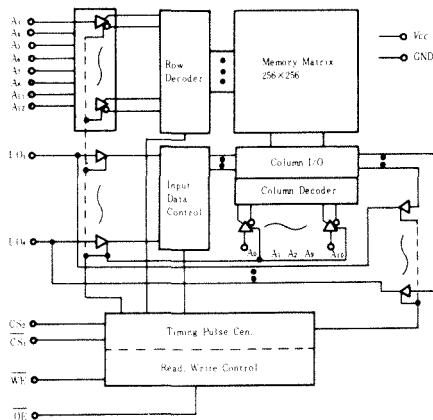 A3
A4
A5
A6
A7
A8
A11
A12
Row
Decoder
Memory Matrix
256×256
Vcc
GND
I/O1
Input
Data
Control
Column I/O
Column Decoder
A0
A1
A2
A9
A10
CS2
CS1
Timing Pulse Gen.
Read, Write Control
WE
OE